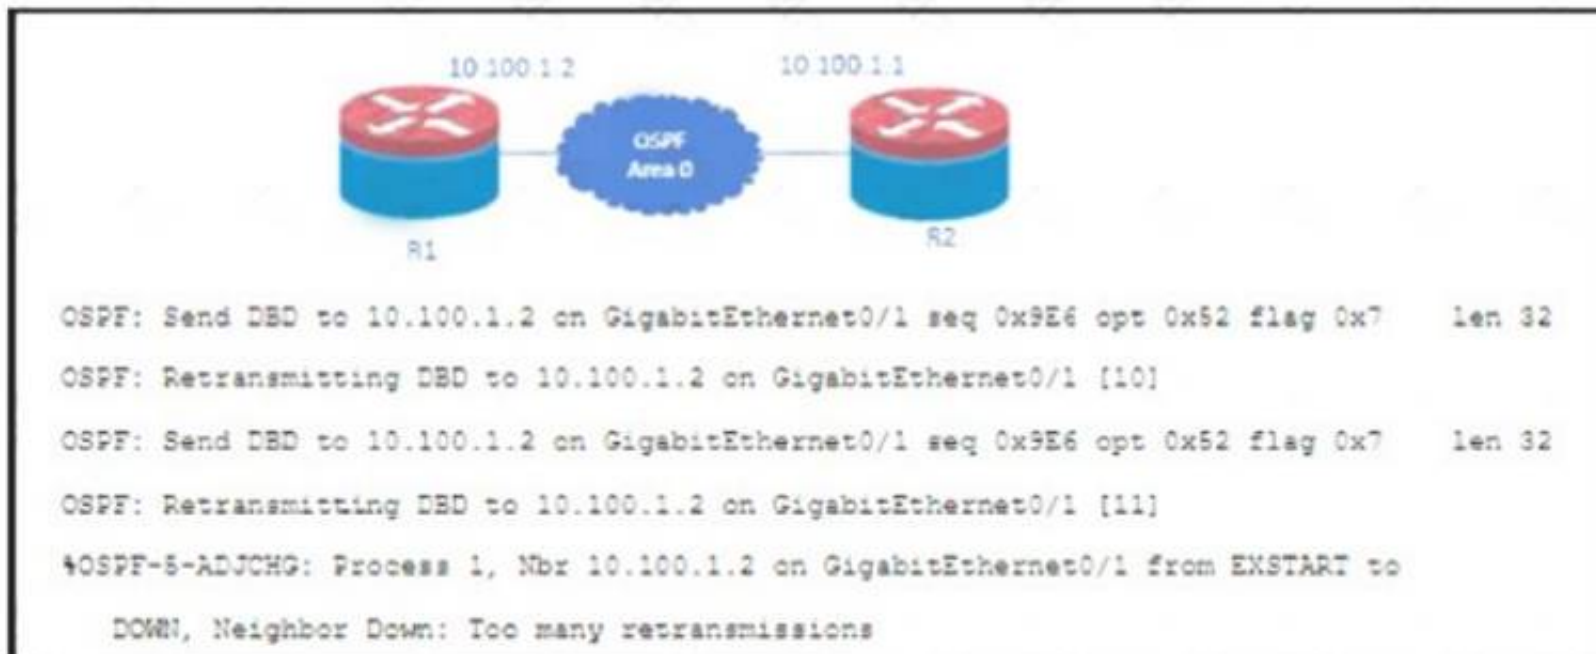 10.100.1.2
10.100.1.1
OSPF
Area 0
R1
R2
OSPF: Send DBD to 10.100.1.2 on GigabitEthernet0/1 seq 0x9E6 opt 0x52 flag 0x7 len 32
OSPF: Retransmitting DBD to 10.100.1.2 on GigabitEthernet0/1 [10]
OSPF: Send DBD to 10.100.1.2 on GigabitEthernet0/1 seq 0x9E6 opt 0x52 flag 0x7 len 32
OSPF: Retransmitting DBD to 10.100.1.2 on GigabitEthernet0/1 [11]
%OSPF-5-ADJCHG: Process 1, Nbr 10.100.1.2 on GigabitEthernet0/1 from EXSTART to
DOWN, Neighbor Down: Too many retransmissions